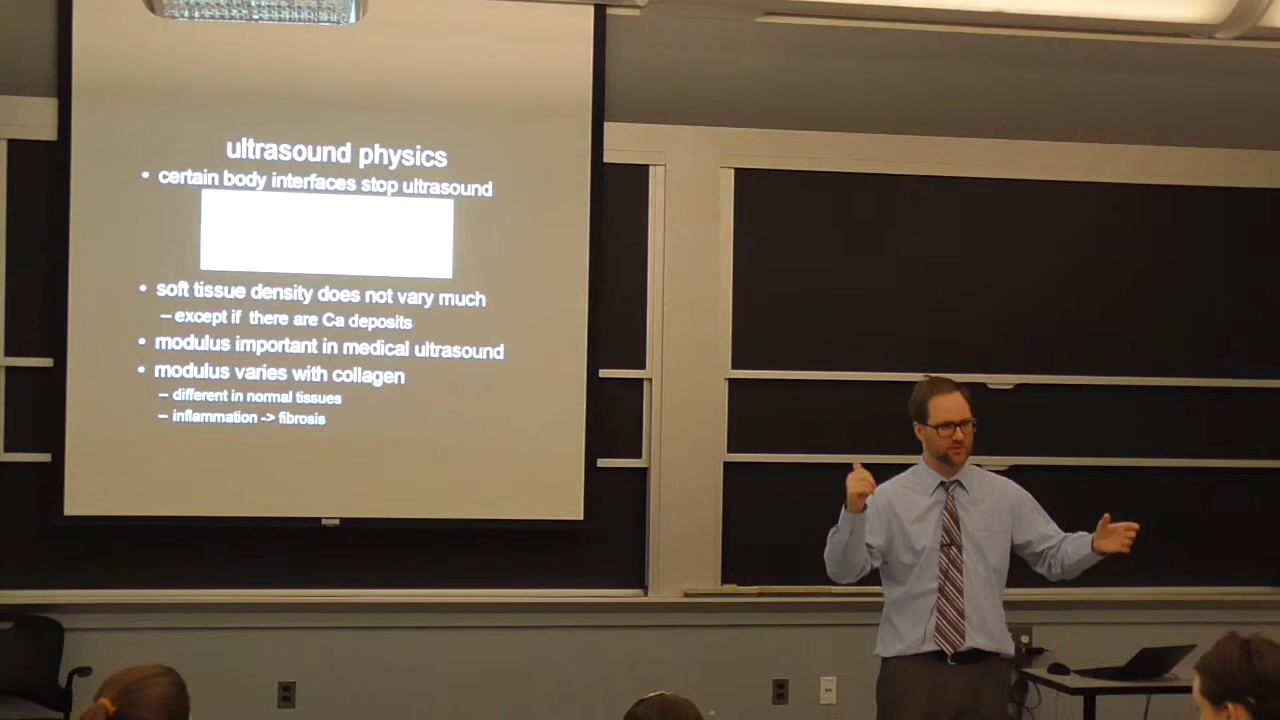 ultrasound physics
• certain body interfaces stop ultrasound
• soft tissue density does not vary much
– except if there are Ca deposits
• modulus important in medical ultrasound
• modulus varies with collagen
– different in normal tissues
– inflammation -> fibrosis